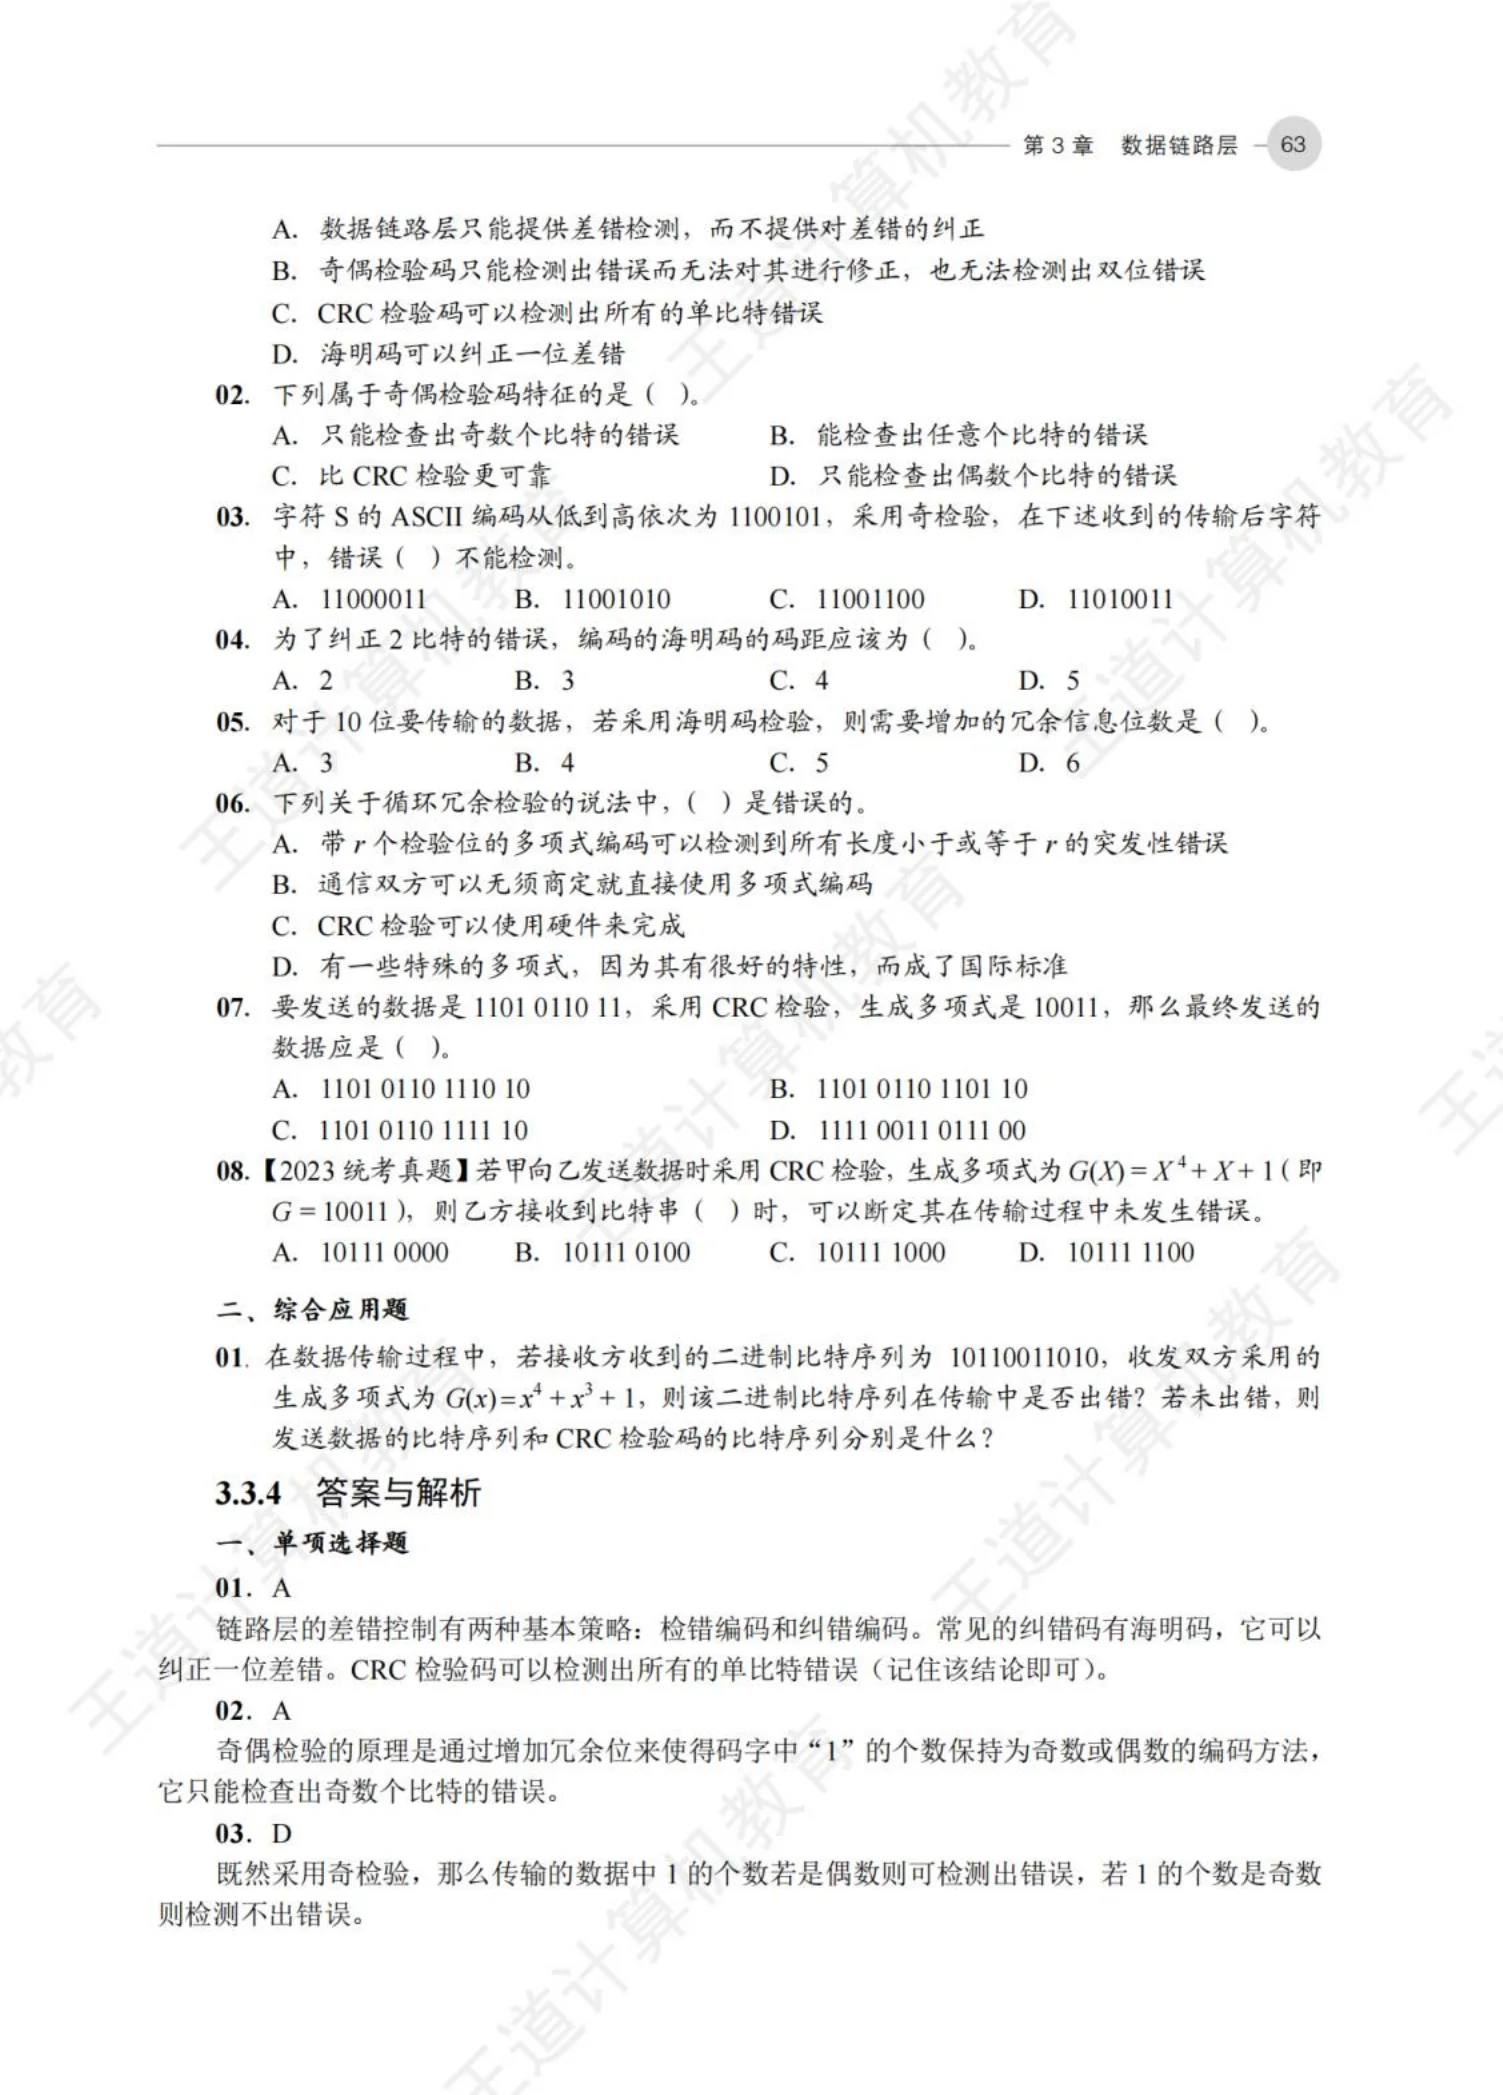 第 3 章 数据链路层 63
A. 数据链路层只能提供差错检测，而不提供对差错的纠正
B. 奇偶检验码只能检测出错误而无法对其进行修正，也无法检测出双位错误
C. CRC 检验码可以检测出所有的单比特错误
D. 海明码可以纠正一位差错
02. 下列属于奇偶检验码特征的是（ ）。
A. 只能检查出奇数个比特的错误 B. 能检查出任意个比特的错误
C. 比 CRC 检验更可靠 D. 只能检查出偶数个比特的错误
03. 字符 S 的 ASCII 编码从低到高依次为 1100101，采用奇检验，在下述收到的传输后字符
中，错误（ ）不能检测。
A. 11000011 B. 11001010 C. 11001100 D. 11010011
04. 为了纠正 2 比特的错误，编码的海明码的码距应该为（ ）。
A. 2 B. 3 C. 4 D. 5
05. 对于 10 位要传输的数据，若采用海明码检验，则需要增加的冗余信息位数是（ ）。
A. 3 B. 4 C. 5 D. 6
06. 下列关于循环冗余检验的说法中，（ ）是错误的。
A. 带 r 个检验位的多项式编码可以检测到所有长度小于或等于 r 的突发性错误
B. 通信双方可以无须商定就直接使用多项式编码
C. CRC 检验可以使用硬件来完成
D. 有一些特殊的多项式，因为其有很好的特性，而成了国际标准
07. 要发送的数据是 1101 0110 11，采用 CRC 检验，生成多项式是 10011，那么最终发送的
数据应是（ ）。
A. 1101 0110 1110 10 B. 1101 0110 1101 10
C. 1101 0110 1111 10 D. 1111 0011 0111 00
08.【2023 统考真题】若甲向乙发送数据时采用 CRC 检验，生成多项式为 G(X) = X⁴ + X + 1（即
G = 10011），则乙方接收到比特串（ ）时，可以断定其在传输过程中未发生错误。
A. 10111 0000 B. 10111 0100 C. 10111 1000 D. 10111 1100
二、综合应用题
01. 在数据传输过程中，若接收方收到的二进制比特序列为 10110011010，收发双方采用的
生成多项式为 G(x) = x⁴ + x³ + 1，则该二进制比特序列在传输中是否出错？若未出错，则
发送数据的比特序列和 CRC 检验码的比特序列分别是什么？
3.3.4 答案与解析
一、单项选择题
01. A
链路层的差错控制有两种基本策略：检错编码和纠错编码。常见的纠错码有海明码，它可以
纠正一位差错。CRC 检验码可以检测出所有的单比特错误（记住该结论即可）。
02. A
奇偶检验的原理是通过增加冗余位来使得码字中“1”的个数保持为奇数或偶数的编码方法，
它只能检查出奇数个比特的错误。
03. D
既然采用奇检验，那么传输的数据中 1 的个数若是偶数则可检测出错误，若 1 的个数是奇数
则检测不出错误。